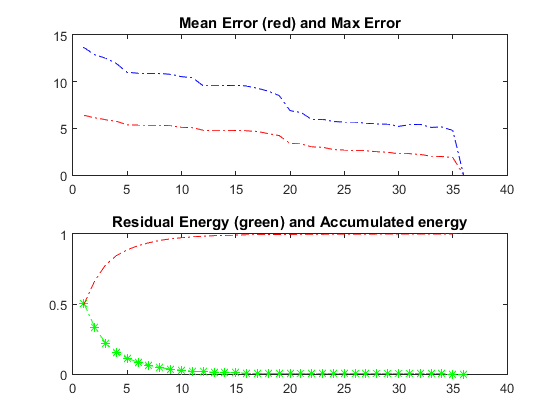 Mean Error (red) and Max Error
15
10
5
0
0 5 10 15 20 25 30 35 40
Residual Energy (green) and Accumulated energy
1
0.5
0
0 5 10 15 20 25 30 35 40